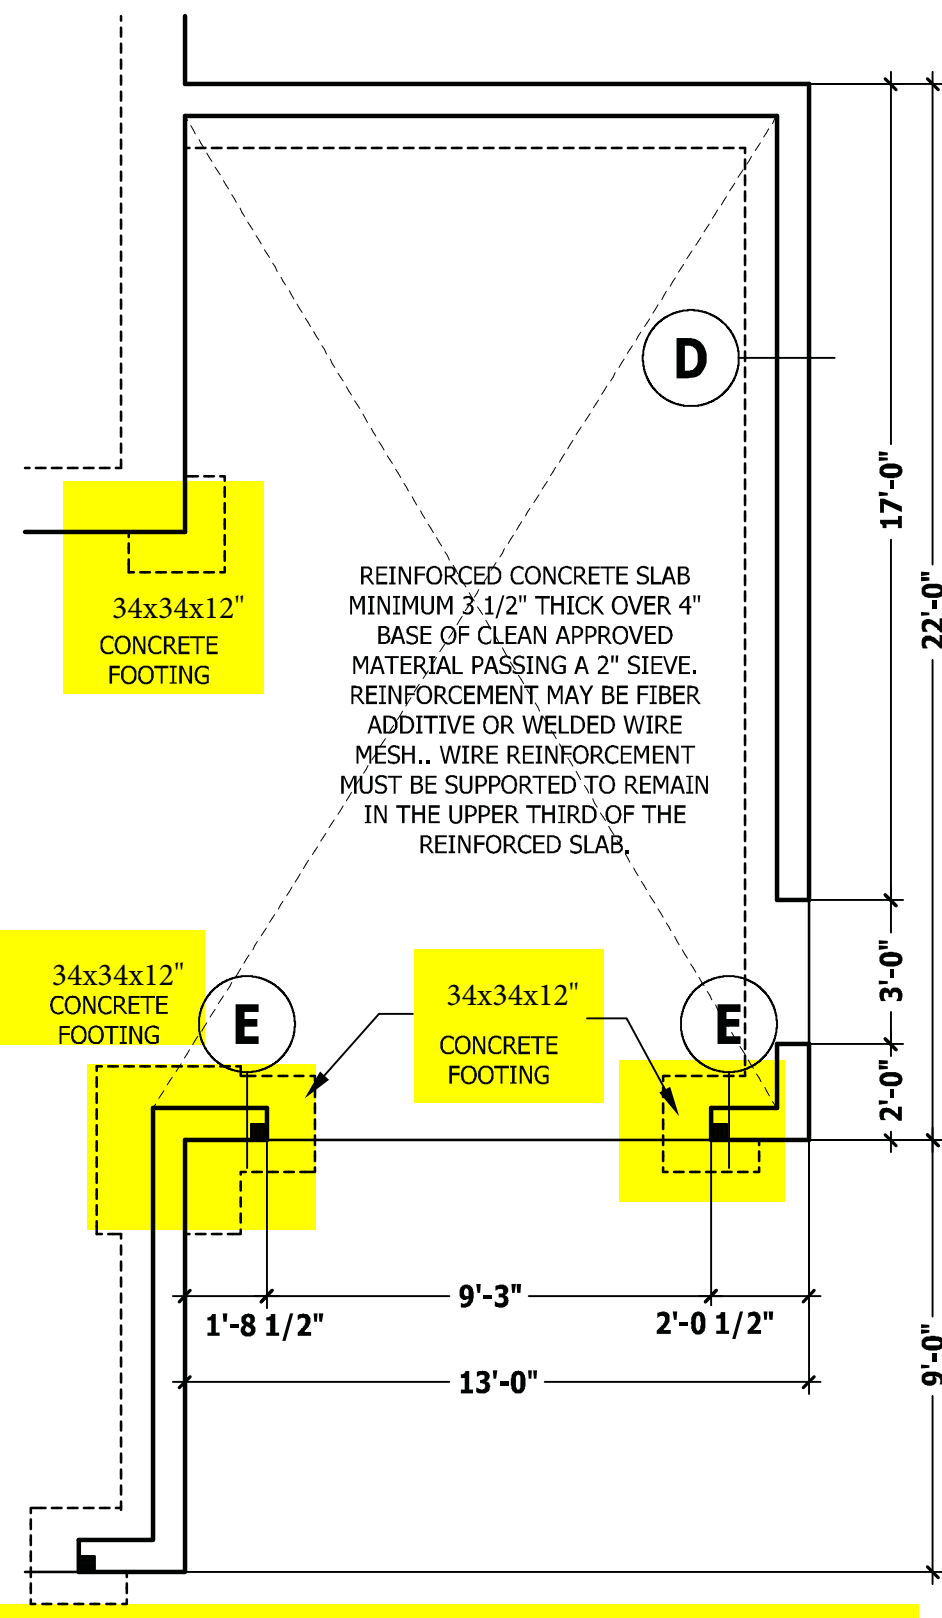 D
17'-0"
22'-0"
REINFORCED CONCRETE SLAB
MINIMUM 3 1/2" THICK OVER 4"
BASE OF CLEAN APPROVED
MATERIAL PASSING A 2" SIEVE.
REINFORCEMENT MAY BE FIBER
ADDITIVE OR WELDED WIRE
MESH.. WIRE REINFORCEMENT
MUST BE SUPPORTED TO REMAIN
IN THE UPPER THIRD OF THE
REINFORCED SLAB.
34x34x12"
CONCRETE
FOOTING
34x34x12"
CONCRETE
FOOTING
E
34x34x12"
CONCRETE
FOOTING
E
3'-0"
2'-0"
9'-3"
1'-8 1/2"
2'-0 1/2"
13'-0"
9'-0"